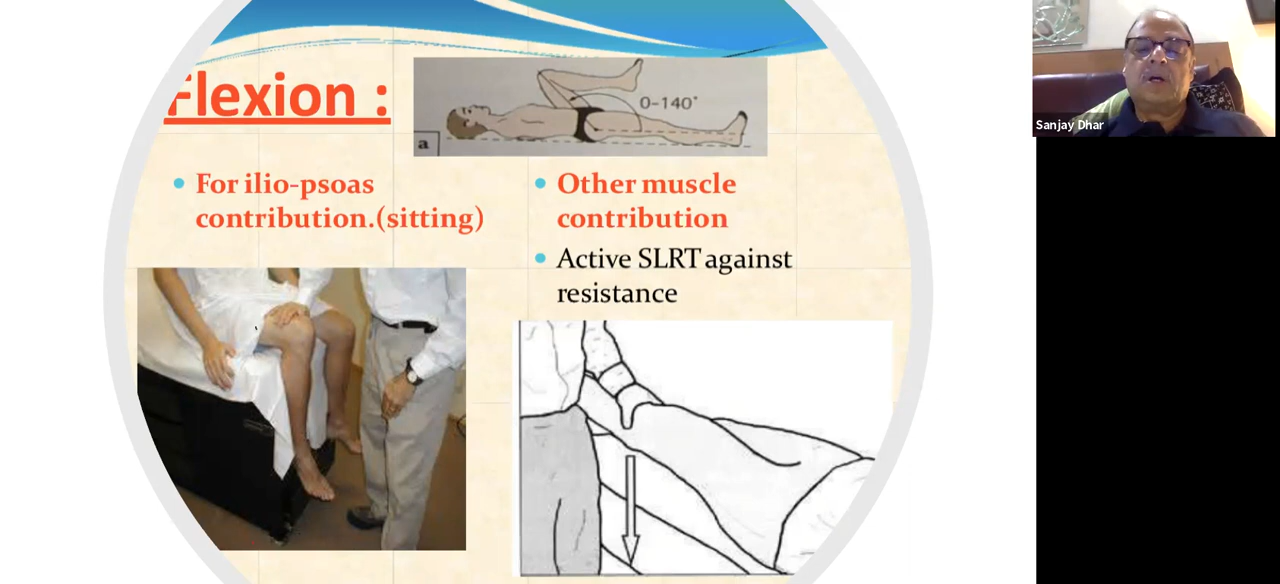 Flexion :
0-140°
a
For ilio-psoas
contribution.(sitting)
Other muscle
contribution
Active SLRT against
resistance
Sanjay Dhar